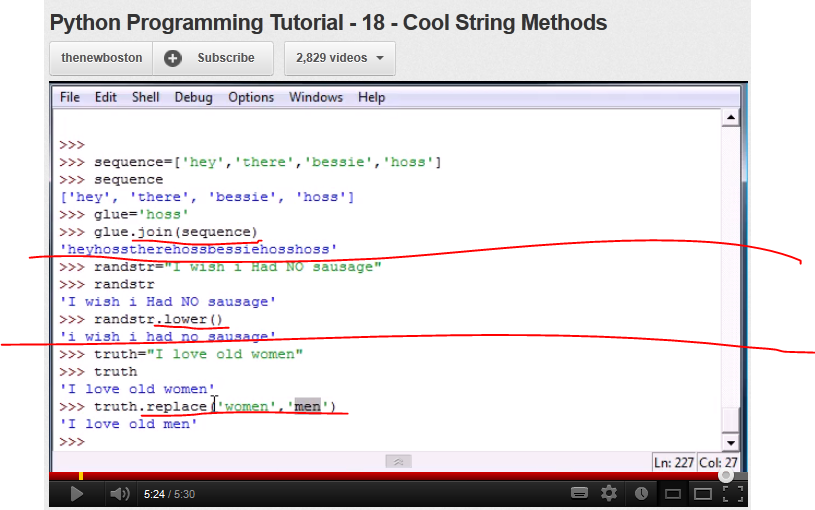 Python Programming Tutorial - 18 - Cool String Methods
thenewboston Subscribe 2,829 videos
File Edit Shell Debug Options Windows Help
>>>
>>> sequence=['hey','there','bessie','hoss']
>>> sequence
['hey', 'there', 'bessie', 'hoss']
>>> glue='hoss'
>>> glue.join(sequence)
'heyhosstherehossbessiehosshoss'
>>> randstr="I wish i Had NO sausage"
>>> randstr
'I wish i Had NO sausage'
>>> randstr.lower()
'i wish i had no sausage'
>>> truth="I love old women"
>>> truth
'I love old women'
>>> truth.replace('women','men')
'I love old men'
>>>
Ln: 227 Col: 27
5:24 / 5:30